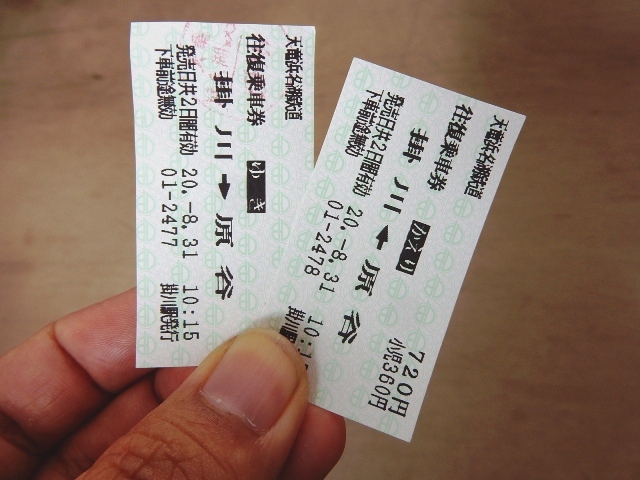 天竜浜名湖鉄道
往復乗車券 ゆき
掛川➡原谷
発売日共2日間有効
下車前途無効
20.-8.31 10:15
01-2477 掛川駅発行
天竜浜名湖鉄道
往復乗車券 かえり
掛川⬅原谷
720円
小児360円
発売日共2日間有効
下車前途無効
20.-8.31 10:1
01-2478 掛川